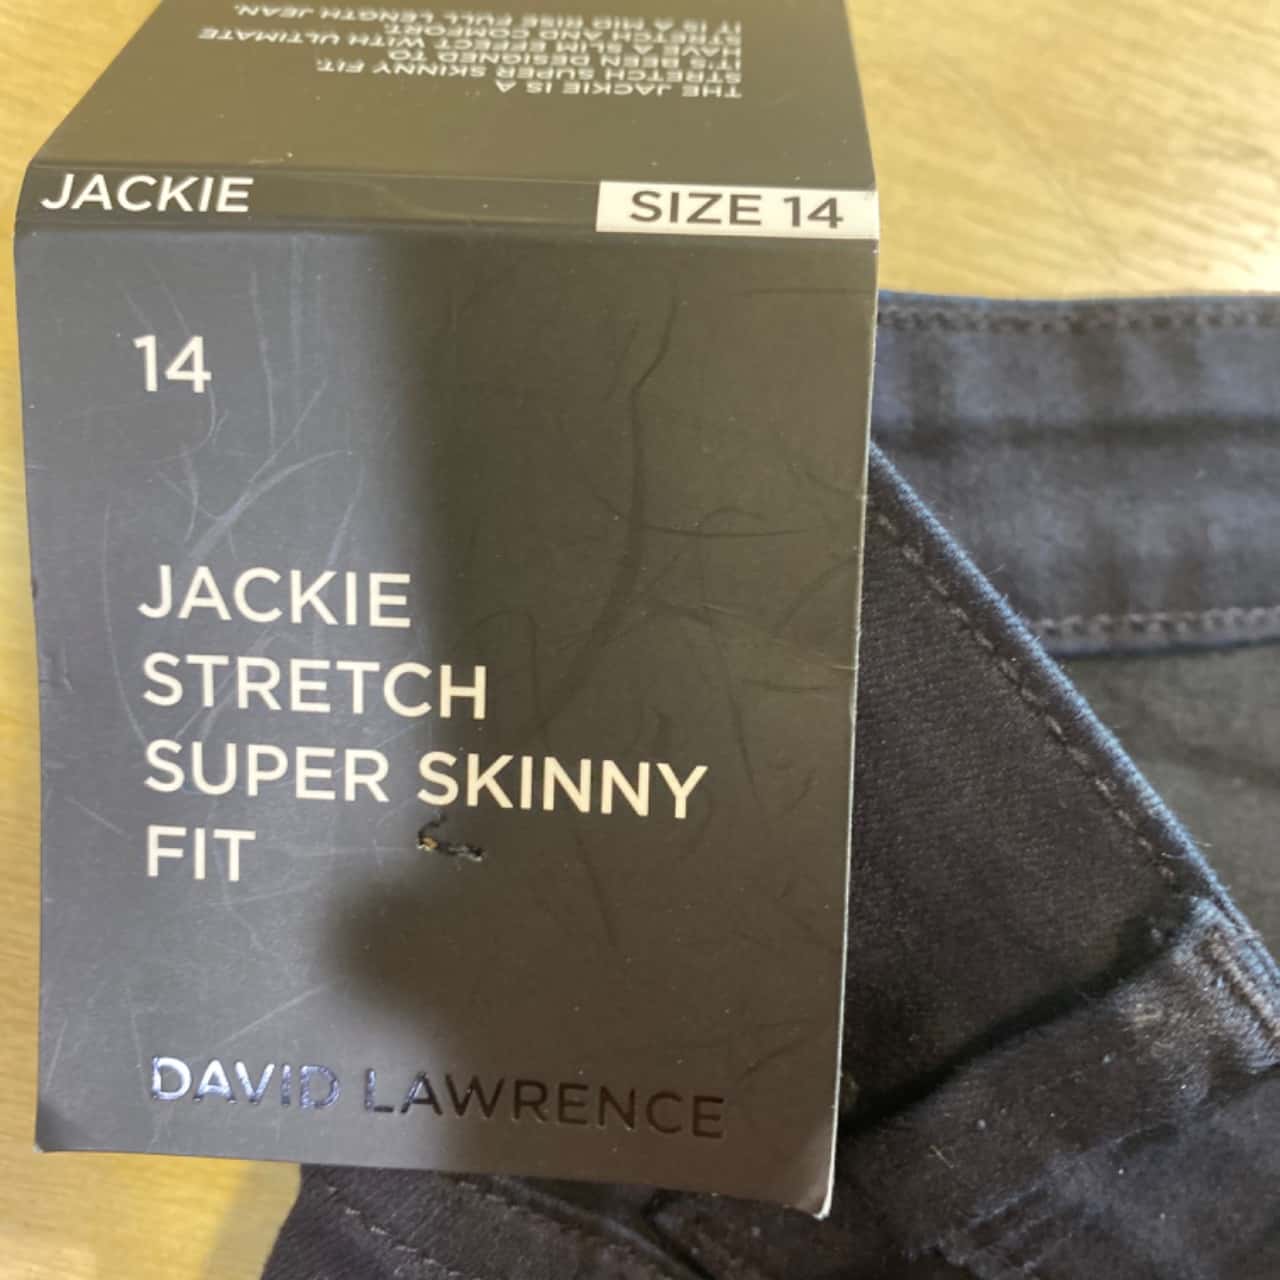 THE JACKIE IS A
STRETCH SUPER SKINNY FIT.
IT'S BEEN DESIGNED TO
HAVE A SLIM EFFECT WITH ULTIMATE
STRETCH AND COMFORT.
IT IS A MID RISE FULL LENGTH JEAN.
JACKIE
SIZE 14
14
JACKIE
STRETCH
SUPER SKINNY
FIT
DAVID LAWRENCE